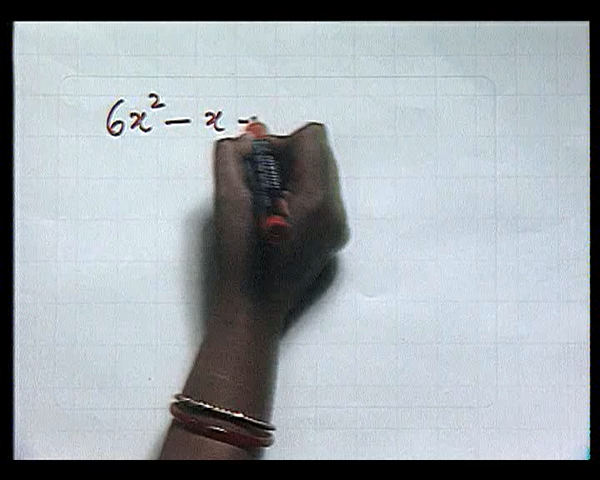 6x² - x -